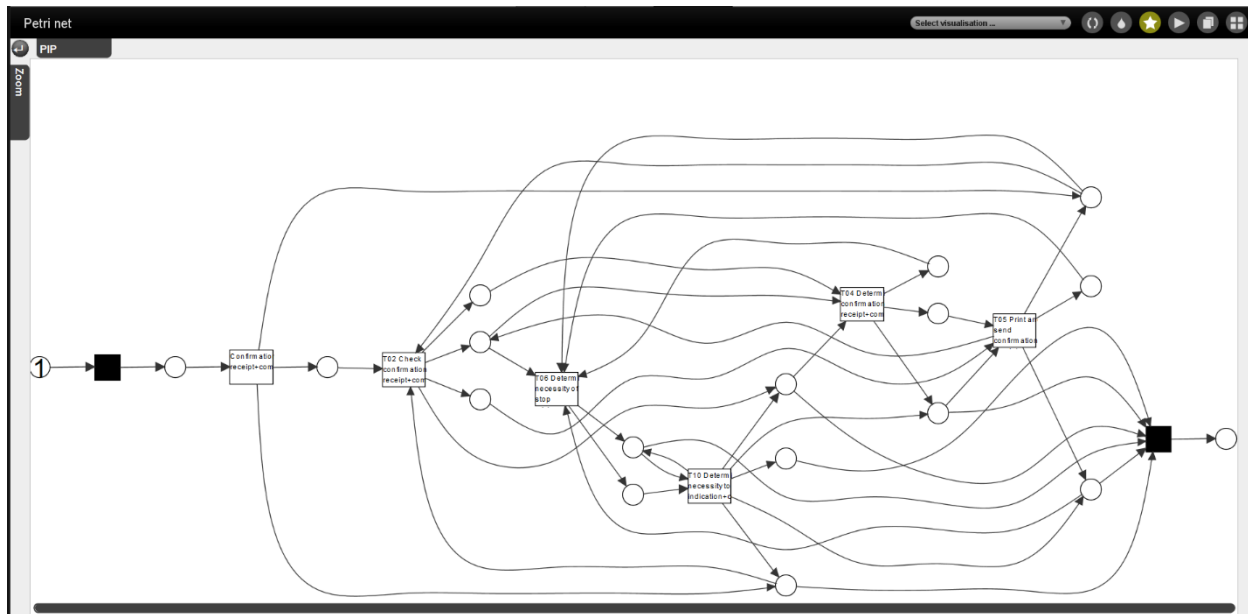 Petri net
Select visualisation ...
PIP
Zoom
1
Confirmatio
receipt+com
T02 Check
confirmation
receipt+com
T06 Determ
necessity of
stop
T10 Determ
necessity to
indication+c
T04 Determ
confirmation
receipt+com
T05 Print an
send
confirmation